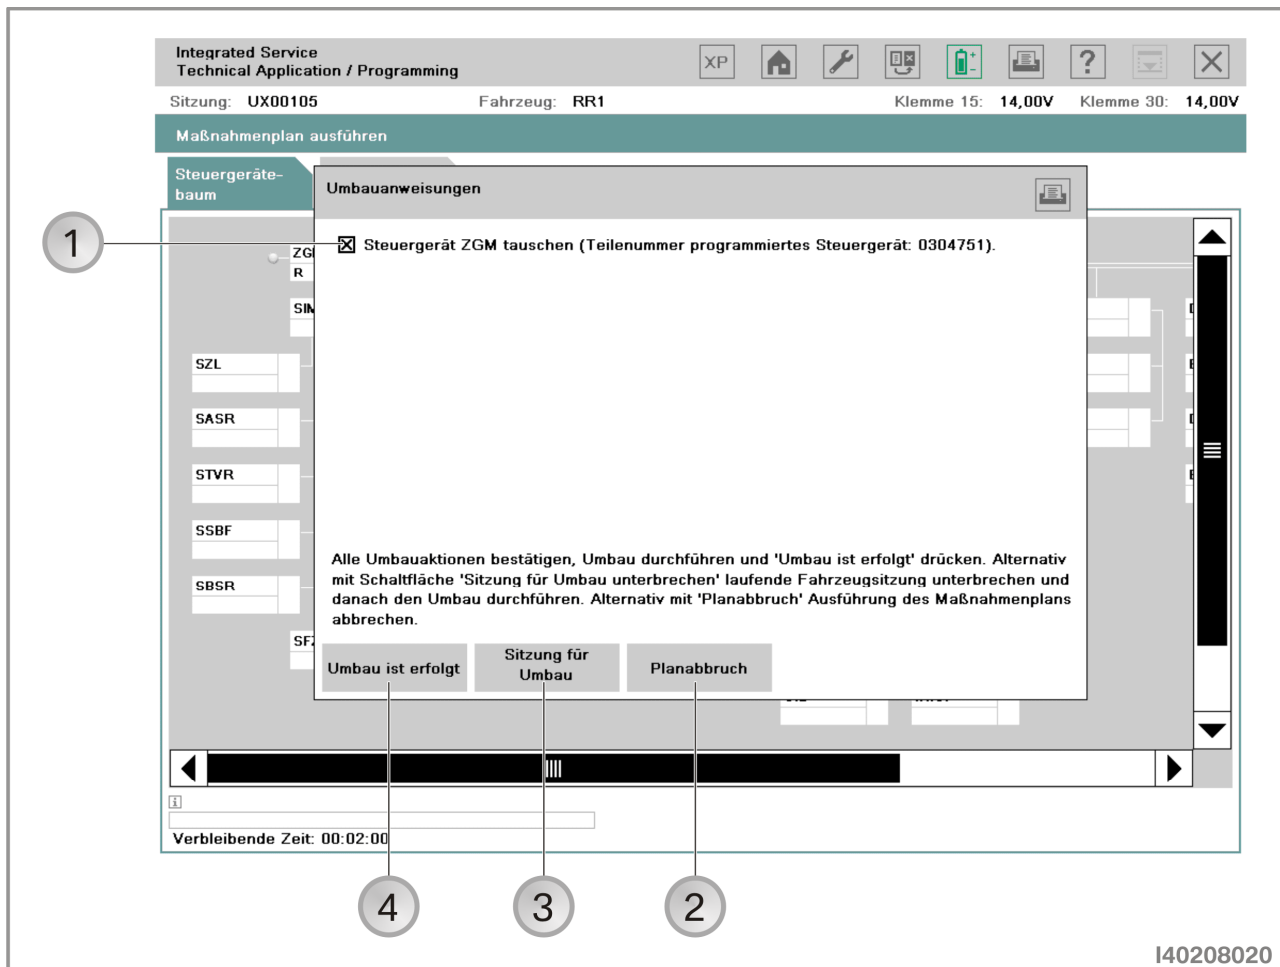 Integrated Service
Technical Application / Programming
XP
?
Sitzung: UX00105 Fahrzeug: RR1 Klemme 15: 14,00V Klemme 30: 14,00V
Maßnahmenplan ausführen
Steuergeräte-
baum
Umbauanweisungen
1
Steuergerät ZGM tauschen (Teilenummer programmiertes Steuergerät: 0304751).
R
SZL
SASR
STVR
SSBF
SBSR
Alle Umbauaktionen bestätigen, Umbau durchführen und 'Umbau ist erfolgt' drücken. Alternativ
mit Schaltfläche 'Sitzung für Umbau unterbrechen' laufende Fahrzeugsitzung unterbrechen und
danach den Umbau durchführen. Alternativ mit 'Planabbruch' Ausführung des Maßnahmenplans
abbrechen.
Umbau ist erfolgt
Sitzung für
Umbau
Planabbruch
Verbleibende Zeit: 00:02:00
4
3
2
I40208020